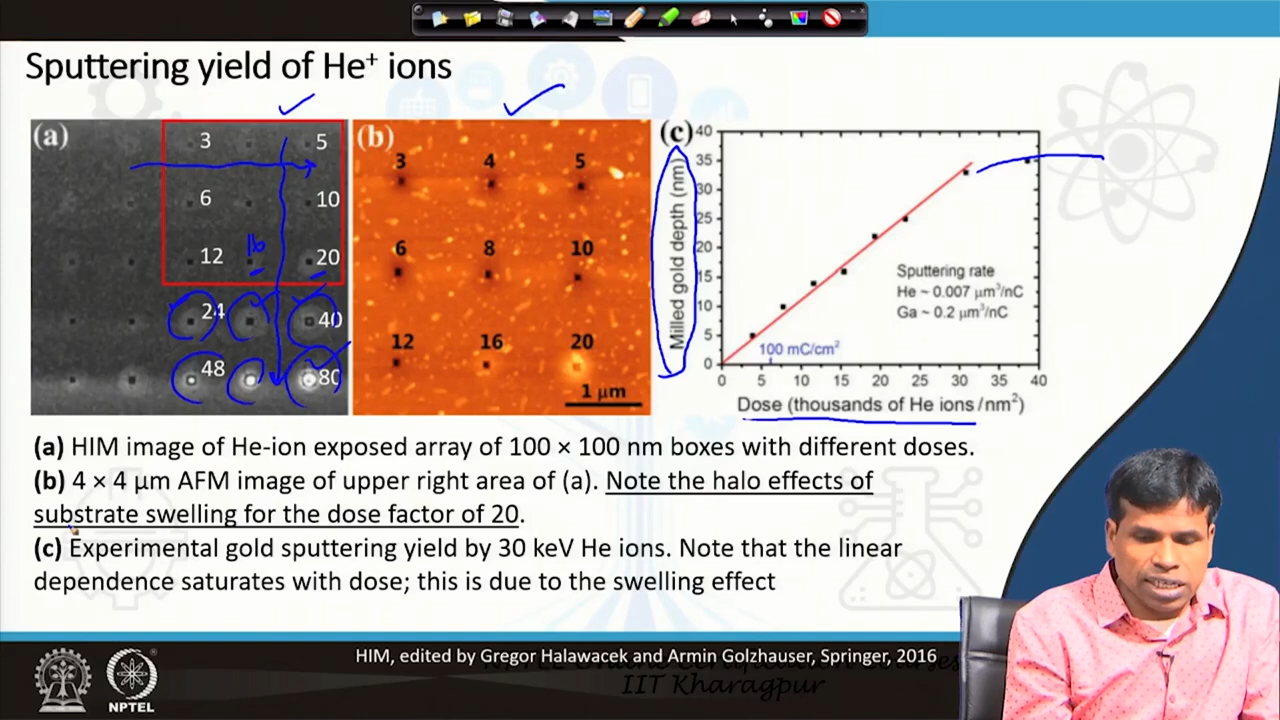 Sputtering yield of He⁺ ions
(a)
3
5
6
10
12
16
20
24
40
48
80
(b)
3 4 5
6 8 10
12 16 20
1 μm
(c)
40
35
30
25
20
15
10
5
0
Milled gold depth (nm)
Sputtering rate
He ~ 0.007 μm³/nC
Ga ~ 0.2 μm³/nC
100 mC/cm²
0 5 10 15 20 25 30 35 40
Dose (thousands of He ions/nm²)
(a) HIM image of He-ion exposed array of 100 × 100 nm boxes with different doses.
(b) 4 × 4 μm AFM image of upper right area of (a). Note the halo effects of
substrate swelling for the dose factor of 20.
(c) Experimental gold sputtering yield by 30 keV He ions. Note that the linear
dependence saturates with dose; this is due to the swelling effect
HIM, edited by Gregor Halawacek and Armin Golzhauser, Springer, 2016
IIT Kharagpur
NPTEL